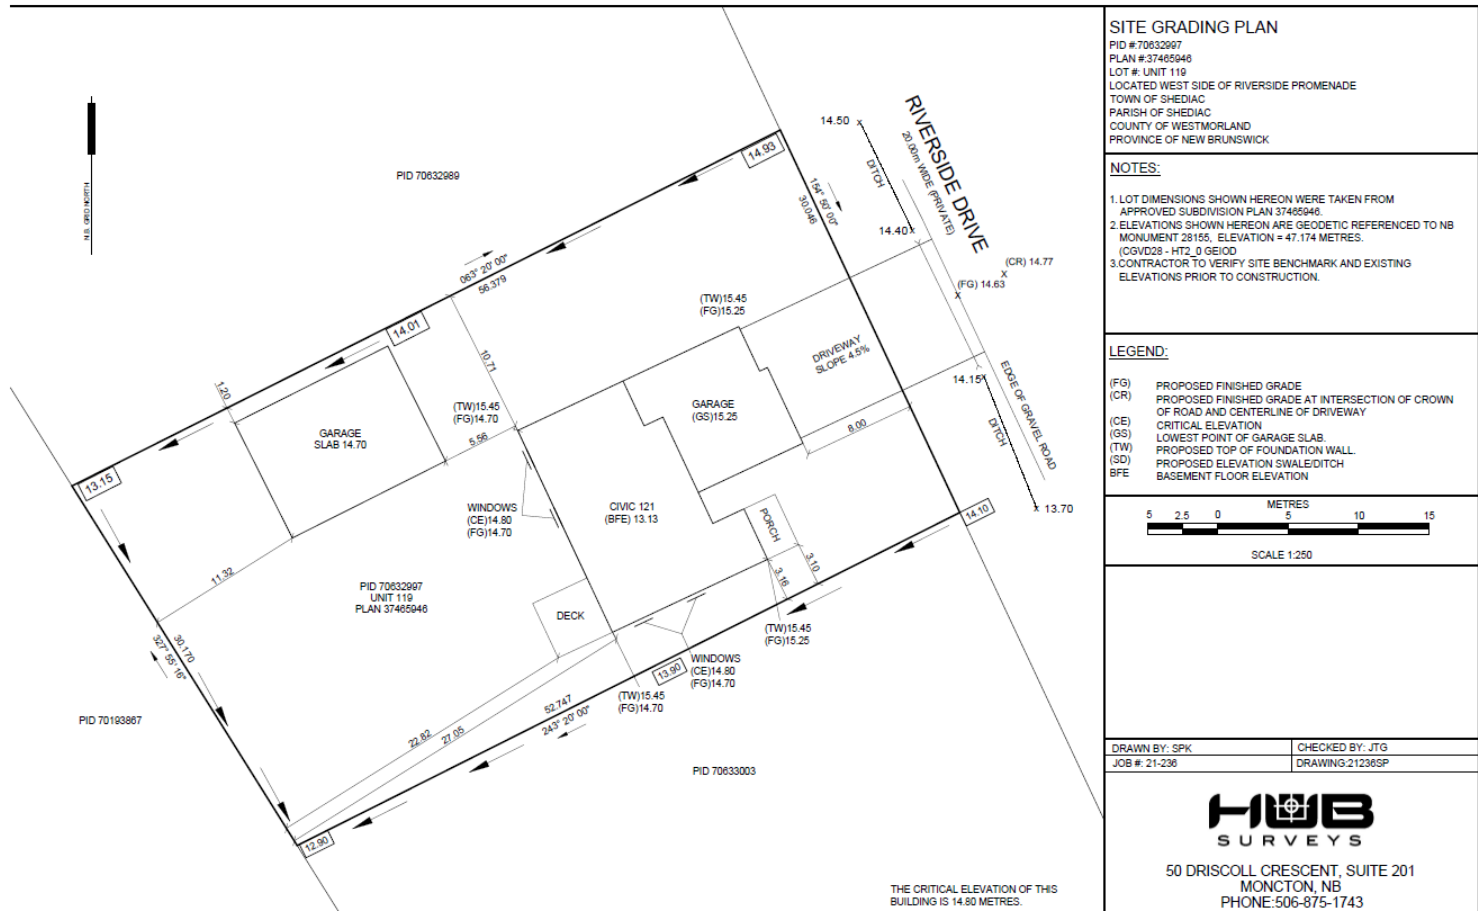 SITE GRADING PLAN
PID #:70632997
PLAN #:37465946
LOT #: UNIT 119
LOCATED WEST SIDE OF RIVERSIDE PROMENADE
TOWN OF SHEDIAC
PARISH OF SHEDIAC
COUNTY OF WESTMORLAND
PROVINCE OF NEW BRUNSWICK
NOTES:
1. LOT DIMENSIONS SHOWN HEREON WERE TAKEN FROM
APPROVED SUBDIVISION PLAN 37465946.
2. ELEVATIONS SHOWN HEREON ARE GEODETIC REFERENCED TO NB
MONUMENT 28155, ELEVATION = 47.174 METRES.
(CGVD28 - HT2_0 GEIOD
3. CONTRACTOR TO VERIFY SITE BENCHMARK AND EXISTING
ELEVATIONS PRIOR TO CONSTRUCTION.
LEGEND:
(FG) PROPOSED FINISHED GRADE
(CR) PROPOSED FINISHED GRADE AT INTERSECTION OF CROWN
OF ROAD AND CENTERLINE OF DRIVEWAY
(CE) CRITICAL ELEVATION
(GS) LOWEST POINT OF GARAGE SLAB.
(TW) PROPOSED TOP OF FOUNDATION WALL.
(SD) PROPOSED ELEVATION SWALE/DITCH
BFE BASEMENT FLOOR ELEVATION
METRES
5 2.5 0 5 10 15
SCALE 1:250
DRAWN BY: SPK
CHECKED BY: JTG
JOB #: 21-236
DRAWING:21236SP
HUB
SURVEYS
50 DRISCOLL CRESCENT, SUITE 201
MONCTON, NB
PHONE:506-875-1743
N.B. GRID NORTH
PID 70632989
14.93
14.50
DITCH
RIVERSIDE DRIVE
20.00m WIDE (PRIVATE)
154° 50' 00"
30.046
14.40
(CR) 14.77
(FG) 14.63
063° 20' 00"
56.379
14.01
10.71
(TW)15.45
(FG)15.25
DRIVEWAY
SLOPE 4.5%
14.15
EDGE OF GRAVEL ROAD
DITCH
13.70
1.20
GARAGE
SLAB 14.70
(TW)15.45
(FG)14.70
5.56
GARAGE
(GS)15.25
8.00
13.15
WINDOWS
(CE)14.80
(FG)14.70
CIVIC 121
(BFE) 13.13
PORCH
14.10
11.32
PID 70632997
UNIT 119
PLAN 37465946
DECK
3.16
3.10
(TW)15.45
(FG)15.25
30.170
327° 55' 16"
WINDOWS
(CE)14.80
(FG)14.70
13.90
(TW)15.45
(FG)14.70
PID 70193867
52.747
243° 20' 00"
22.82
27.05
PID 70633003
12.90
THE CRITICAL ELEVATION OF THIS
BUILDING IS 14.80 METRES.